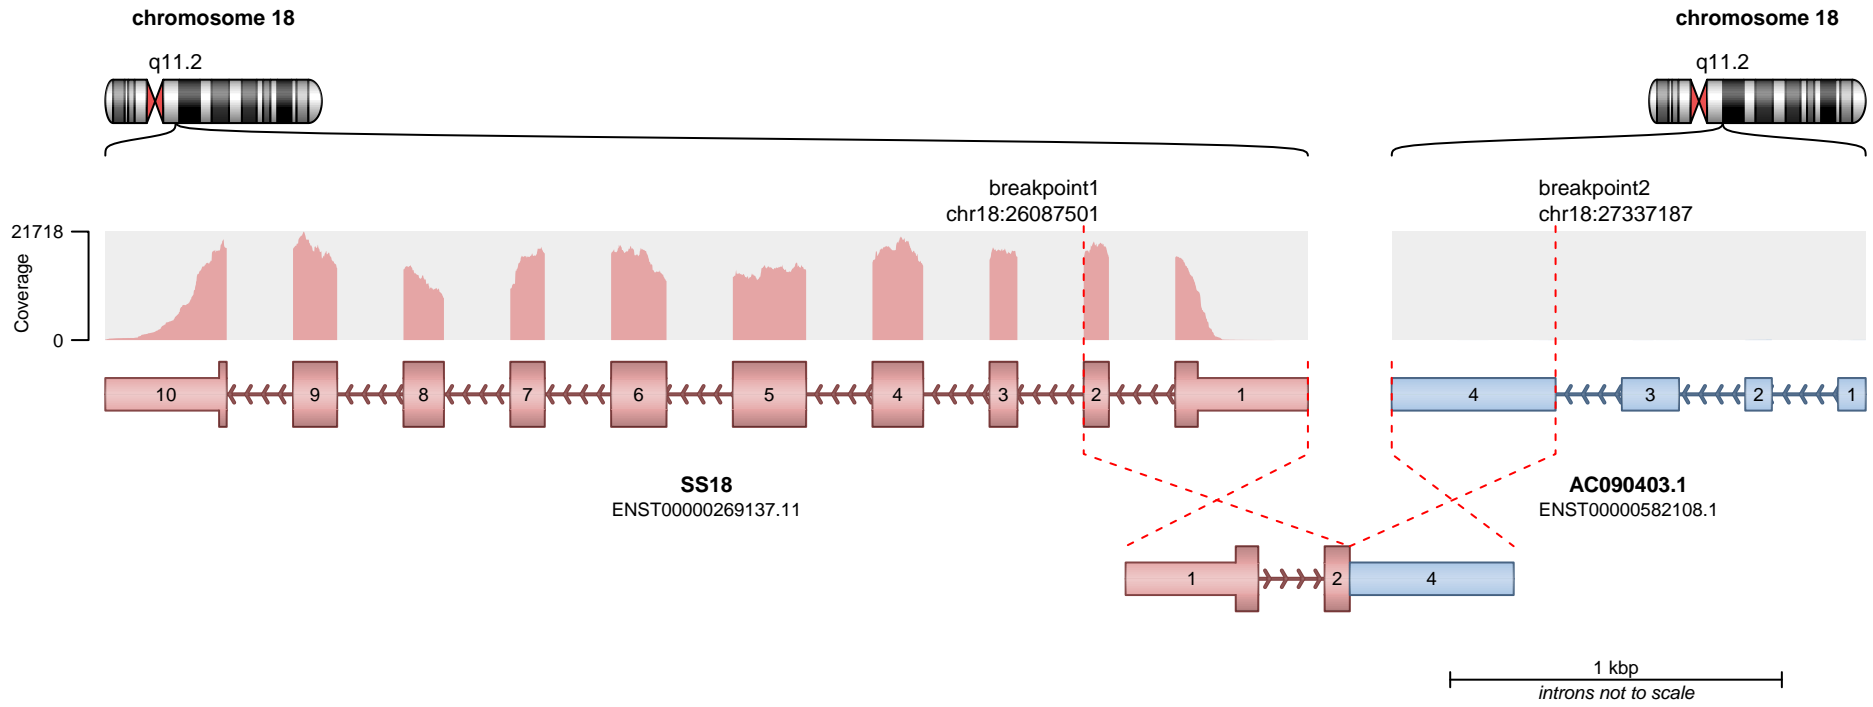 chromosome 18
chromosome 18
q11.2
q11.2
breakpoint1
chr18:26087501
breakpoint2
chr18:27337187
21718
Coverage
0
10
9
8
7
6
5
4
3
2
1
4
3
2
1
SS18
ENST00000269137.11
AC090403.1
ENST00000582108.1
1
2
4
1 kbp
introns not to scale